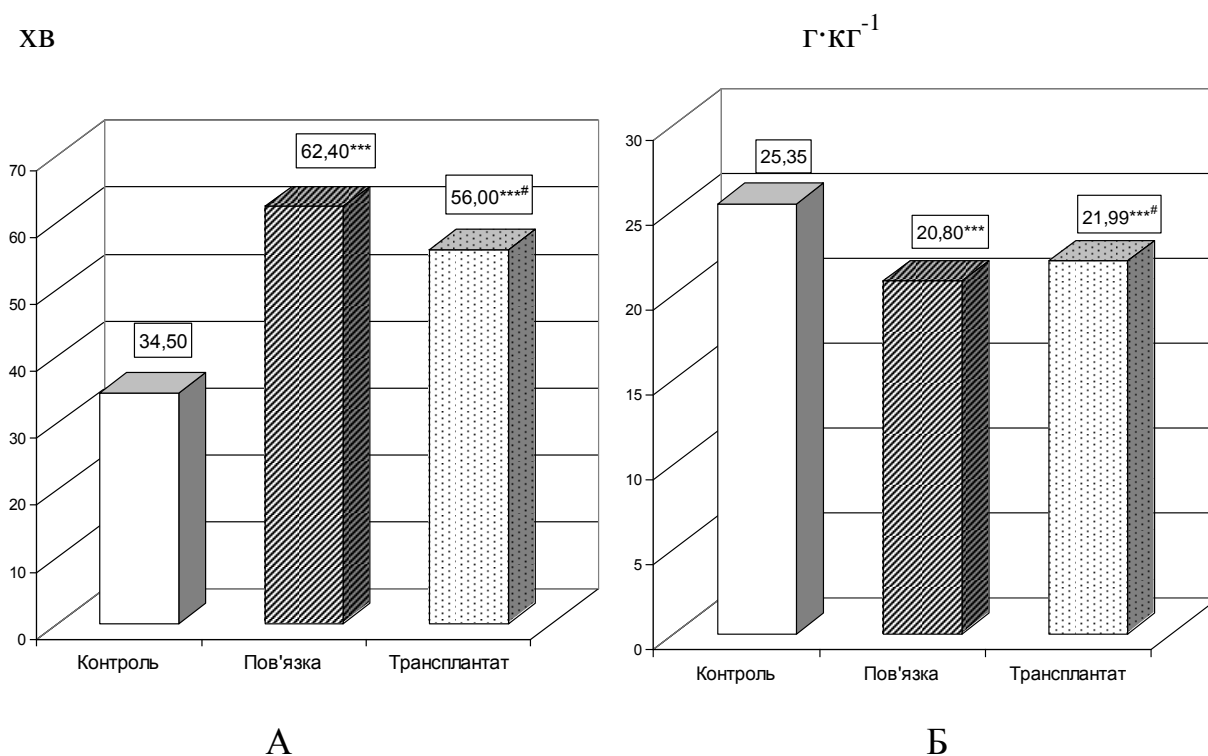 хв
г·кг⁻¹
70
60
50
40
30
20
10
0
34,50
62,40***
56,00***#
Контроль
Пов'язка
Трансплантат
А
30
25
20
15
10
5
0
25,35
20,80***
21,99***#
Контроль
Пов'язка
Трансплантат
Б